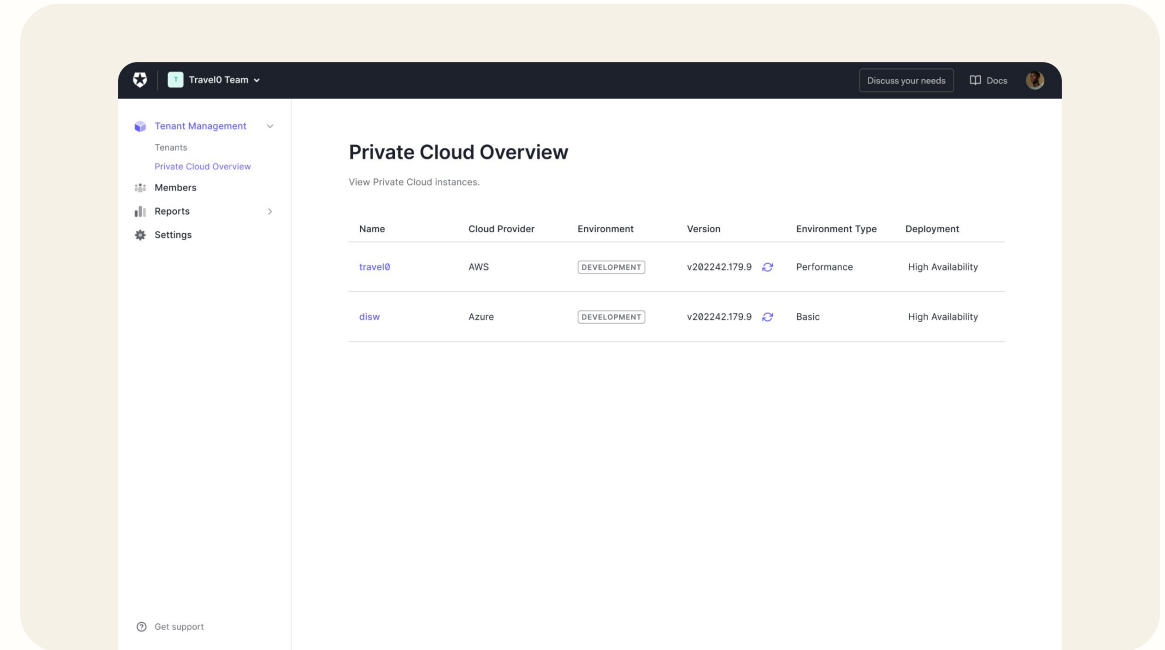 T Travel0 Team
Discuss your needs
Docs
Tenant Management
Tenants
Private Cloud Overview
Members
Reports
Settings
Get support
Private Cloud Overview
View Private Cloud instances.
Name Cloud Provider Environment Version Environment Type Deployment
travel0 AWS DEVELOPMENT v202242.179.9 Performance High Availability
disw Azure DEVELOPMENT v202242.179.9 Basic High Availability